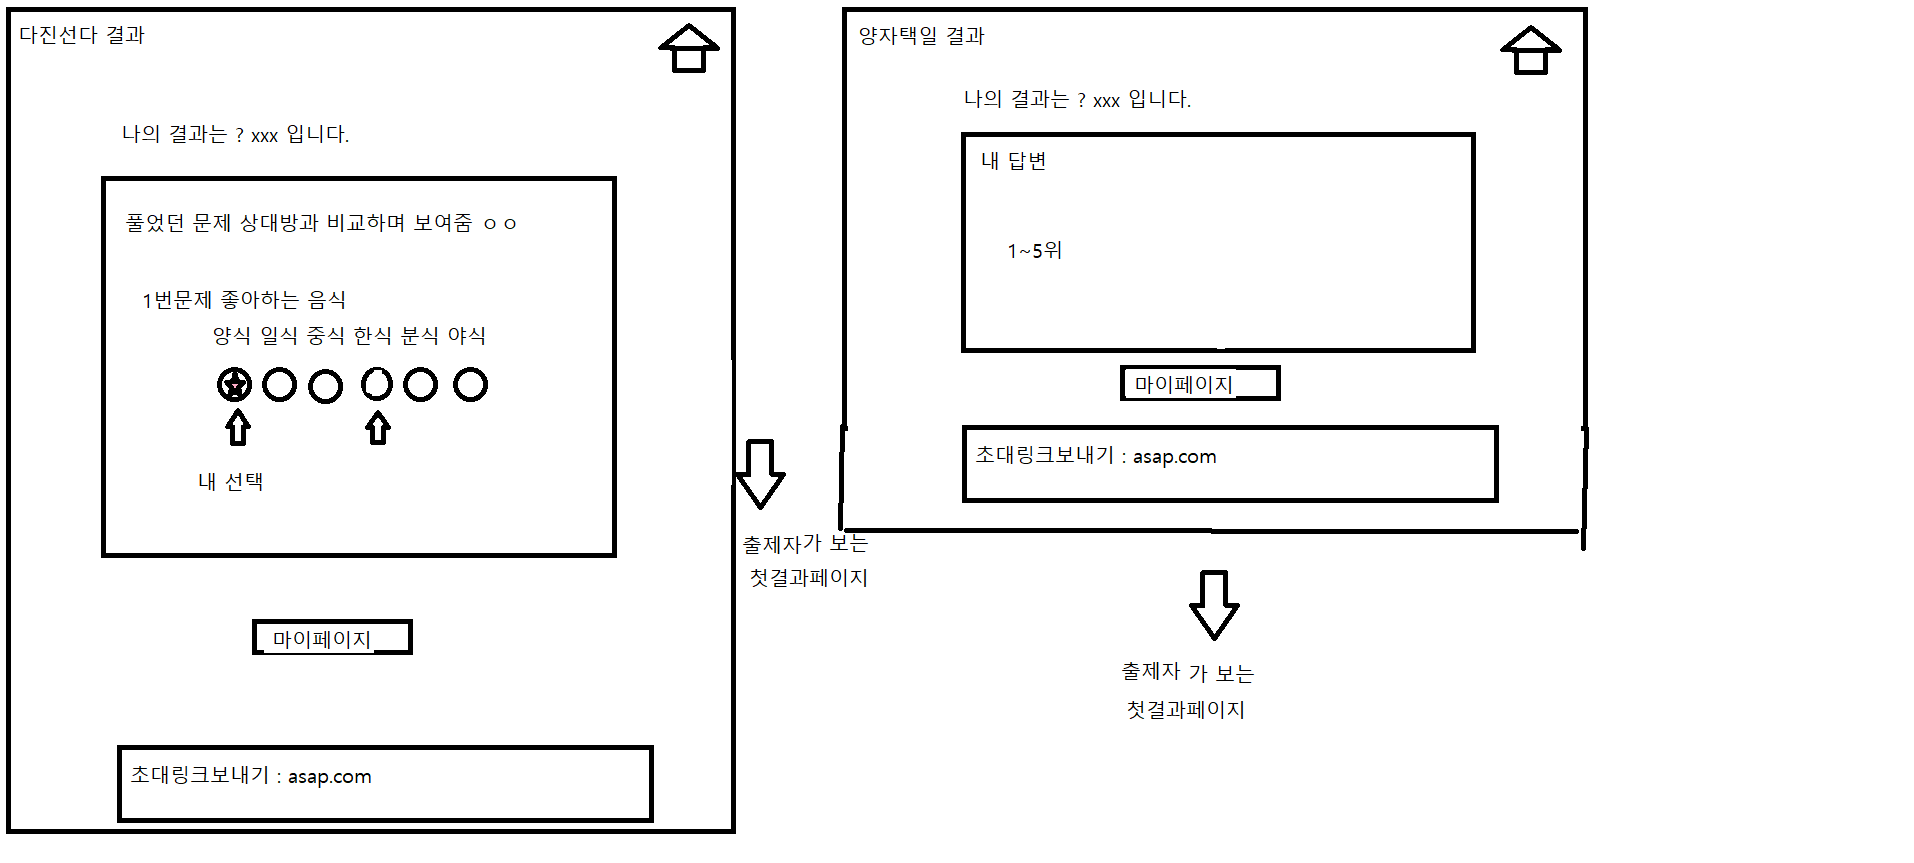 다진선다 결과
나의 결과는 ? xxx 입니다.
풀었던 문제 상대방과 비교하며 보여줌 ㅇㅇ
1번문제 좋아하는 음식
양식 일식 중식 한식 분식 야식
내 선택
마이페이지
초대링크보내기 : asap.com
출제자가 보는
첫결과페이지
양자택일 결과
나의 결과는 ? xxx 입니다.
내 답변
1~5위
마이페이지
초대링크보내기 : asap.com
출제자 가 보는
첫결과페이지